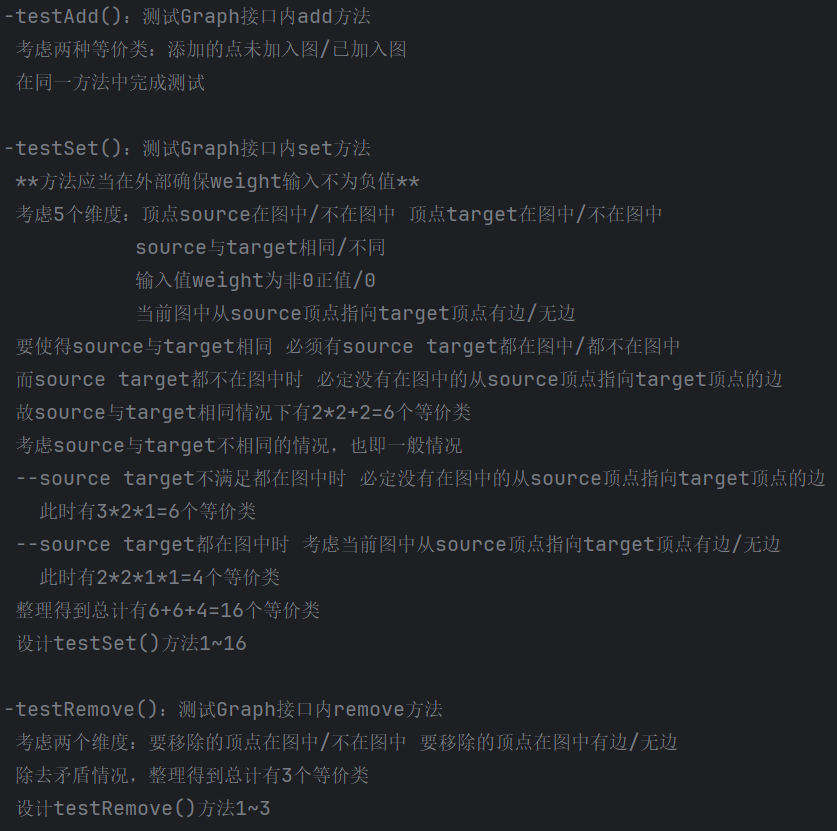 -testAdd()：测试Graph接口内add方法
考虑两种等价类：添加的点未加入图/已加入图
在同一方法中完成测试
-testSet()：测试Graph接口内set方法
**方法应当在外部确保weight输入不为负值**
考虑5个维度：顶点source在图中/不在图中 顶点target在图中/不在图中
source与target相同/不同
输入值weight为非0正值/0
当前图中从source顶点指向target顶点有边/无边
要使得source与target相同 必须有source target都在图中/都不在图中
而source target都不在图中时 必定没有在图中的从source顶点指向target顶点的边
故source与target相同情况下有2*2+2=6个等价类
考虑source与target不相同的情况，也即一般情况
--source target不满足都在图中时 必定没有在图中的从source顶点指向target顶点的边
此时有3*2*1=6个等价类
--source target都在图中时 考虑当前图中从source顶点指向target顶点有边/无边
此时有2*2*1*1=4个等价类
整理得到总计有6+6+4=16个等价类
设计testSet()方法1~16
-testRemove()：测试Graph接口内remove方法
考虑两个维度：要移除的顶点在图中/不在图中 要移除的顶点在图中有边/无边
除去矛盾情况，整理得到总计有3个等价类
设计testRemove()方法1~3